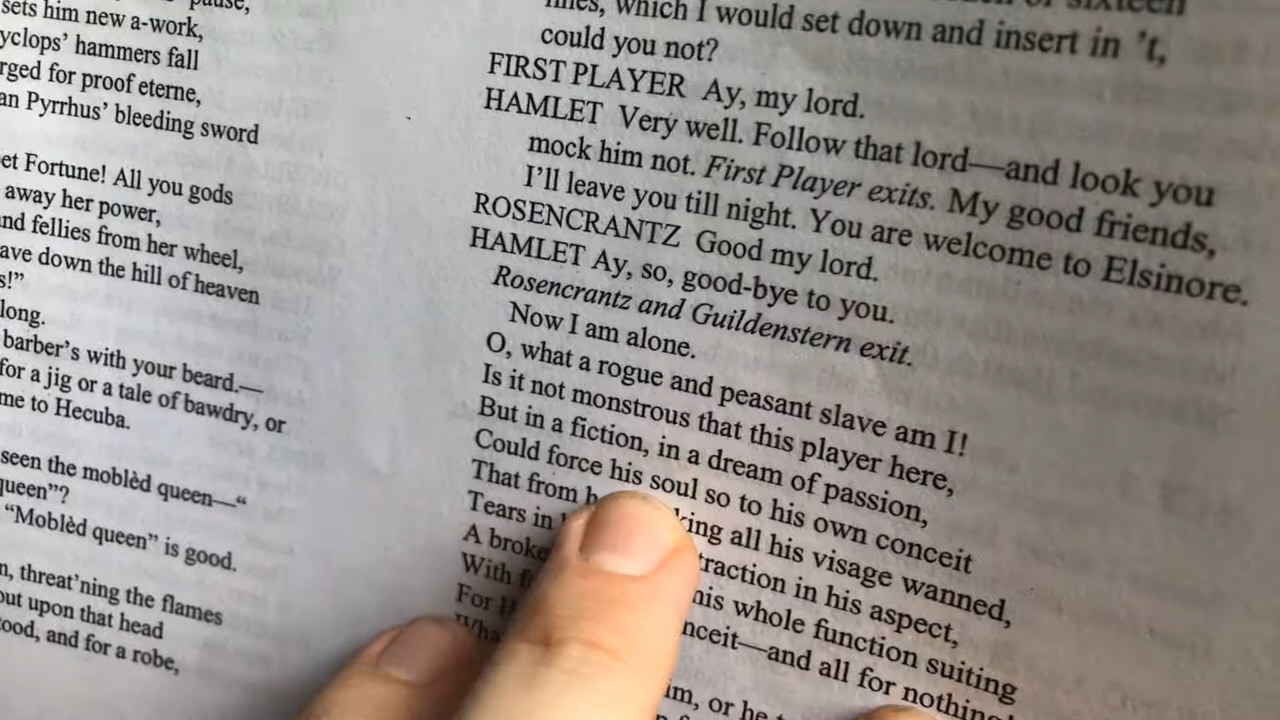 pause,
sets him new a-work,
yclops’ hammers fall
rged for proof eterne,
an Pyrrhus’ bleeding sword
et Fortune! All you gods
away her power,
nd fellies from her wheel,
ave down the hill of heaven
s!”
long.
barber’s with your beard.—
for a jig or a tale of bawdry, or
me to Hecuba.
seen the moblèd queen—“
queen”?
“Moblèd queen” is good.
n, threat’ning the flames
out upon that head
tood, and for a robe,
sixteen
lines, which I would set down and insert in ’t,
could you not?
FIRST PLAYER Ay, my lord.
HAMLET Very well. Follow that lord—and look you
mock him not. First Player exits. My good friends,
I’ll leave you till night. You are welcome to Elsinore.
ROSENCRANTZ Good my lord.
HAMLET Ay, so, good-bye to you.
Rosencrantz and Guildenstern exit.
Now I am alone.
O, what a rogue and peasant slave am I!
Is it not monstrous that this player here,
But in a fiction, in a dream of passion,
Could force his soul so to his own conceit
That from h king all his visage wanned,
Tears in traction in his aspect,
A broke his whole function suiting
With f nceit—and all for nothing!
For H
Wha im, or he